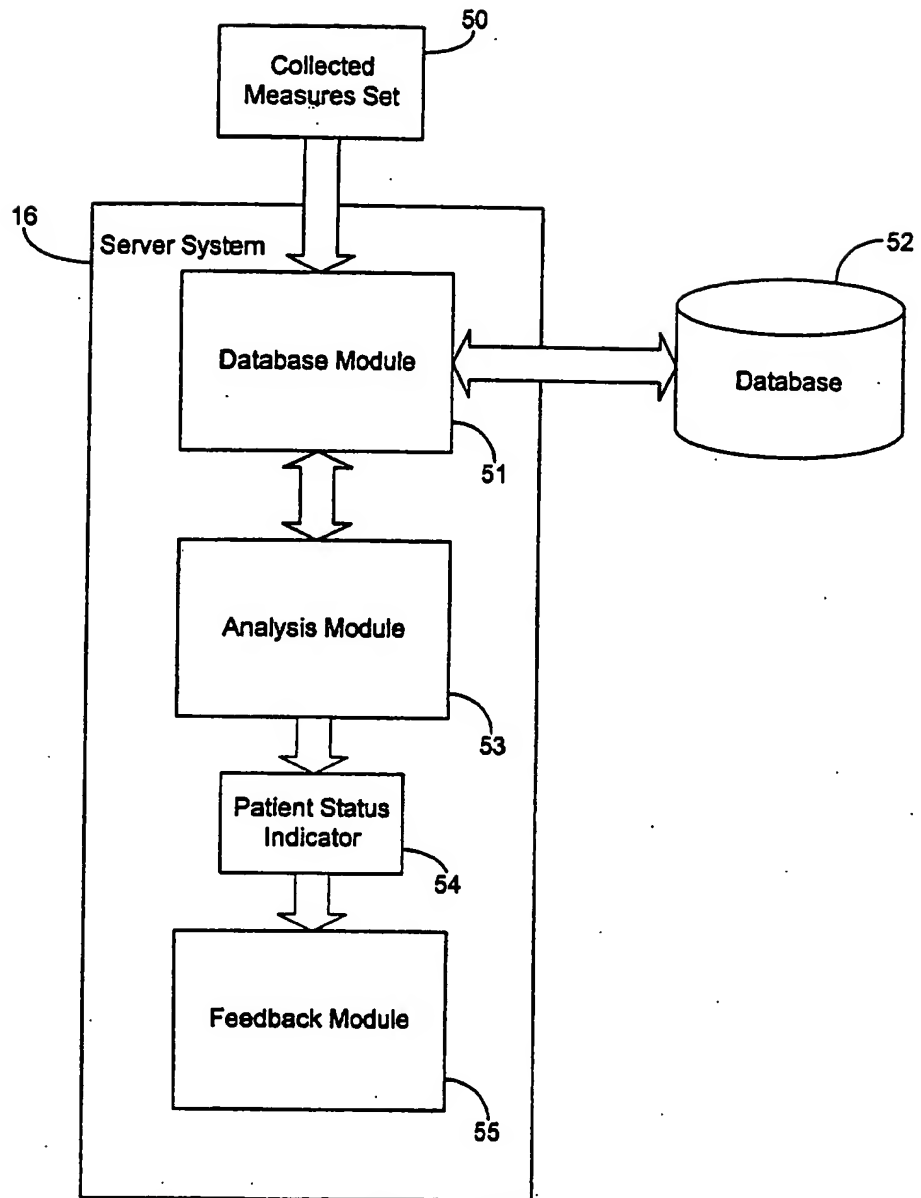 50
Collected
Measures Set
16
Server System
52
Database Module
Database
51
Analysis Module
53
Patient Status
Indicator
54
Feedback Module
55